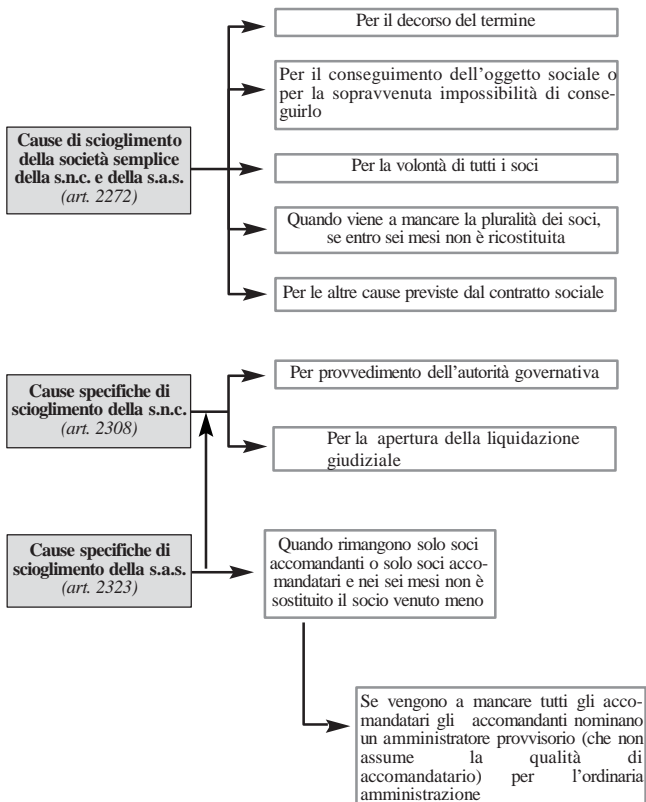 Per il decorso del termine
Per il conseguimento dell'oggetto sociale o
per la sopravvenuta impossibilità di conse-
guirlo
Cause di scioglimento
della società semplice
della s.n.c. e della s.a.s.
(art. 2272)
Per la volontà di tutti i soci
Quando viene a mancare la pluralità dei soci,
se entro sei mesi non è ricostituita
Per le altre cause previste dal contratto sociale
Cause specifiche di
scioglimento della s.n.c.
(art. 2308)
Per provvedimento dell'autorità governativa
Per la apertura della liquidazione
giudiziale
Cause specifiche di
scioglimento della s.a.s.
(art. 2323)
Quando rimangono solo soci
accomandanti o solo soci acco-
mandatari e nei sei mesi non è
sostituito il socio venuto meno
Se vengono a mancare tutti gli acco-
mandatari gli accomandanti nominano
un amministratore provvisorio (che non
assume la qualità di
accomandatario) per l'ordinaria
amministrazione